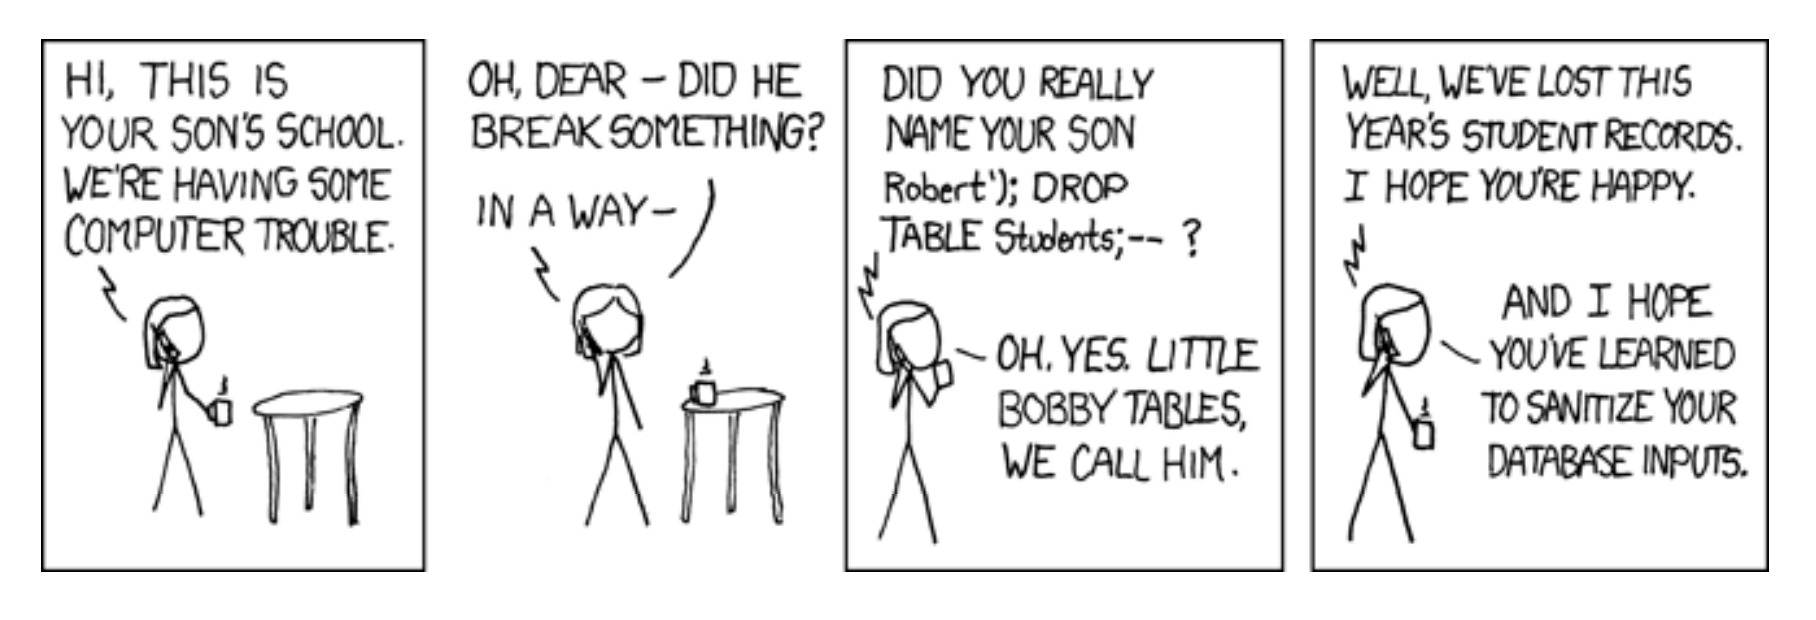 HI, THIS IS
YOUR SON'S SCHOOL.
WE'RE HAVING SOME
COMPUTER TROUBLE.
OH, DEAR – DID HE
BREAK SOMETHING?
IN A WAY–
DID YOU REALLY
NAME YOUR SON
Robert'); DROP
TABLE Students;-- ?
OH. YES. LITTLE
BOBBY TABLES,
WE CALL HIM.
WELL, WE'VE LOST THIS
YEAR'S STUDENT RECORDS.
I HOPE YOU'RE HAPPY.
AND I HOPE
YOU'VE LEARNED
TO SANITIZE YOUR
DATABASE INPUTS.